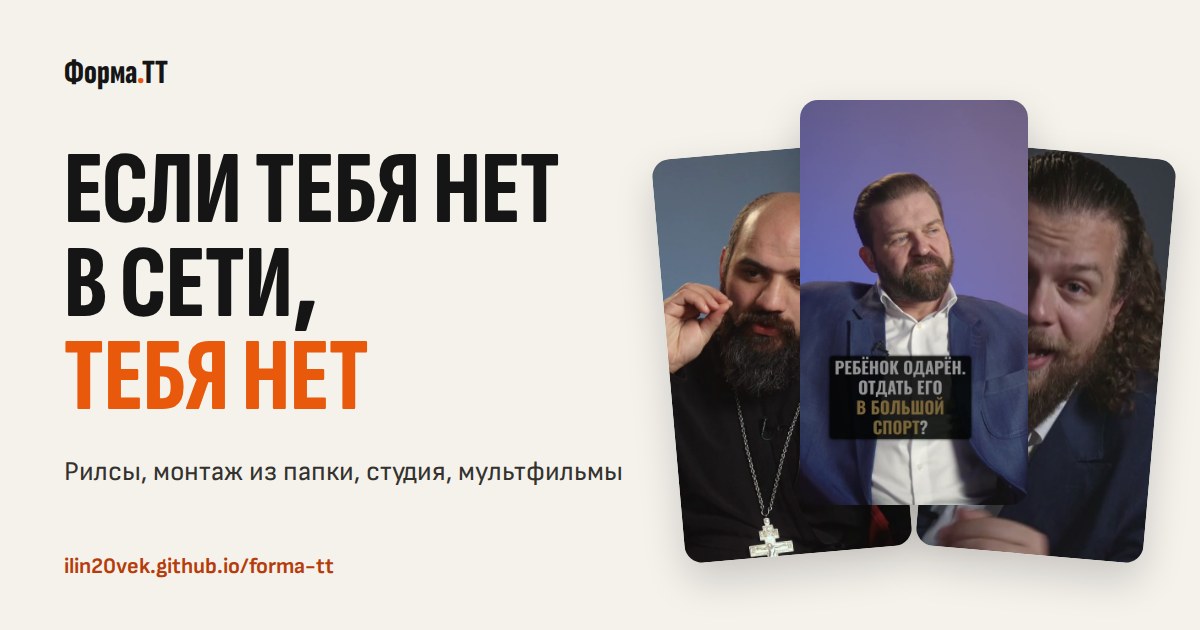 Форма.ТТ
ЕСЛИ ТЕБЯ НЕТ
В СЕТИ,
ТЕБЯ НЕТ
Рилсы, монтаж из папки, студия, мультфильмы
ilin20vek.github.io/forma-tt
РЕБЁНОК ОДАРЁН.
ОТДАТЬ ЕГО
В БОЛЬШОЙ
СПОРТ?